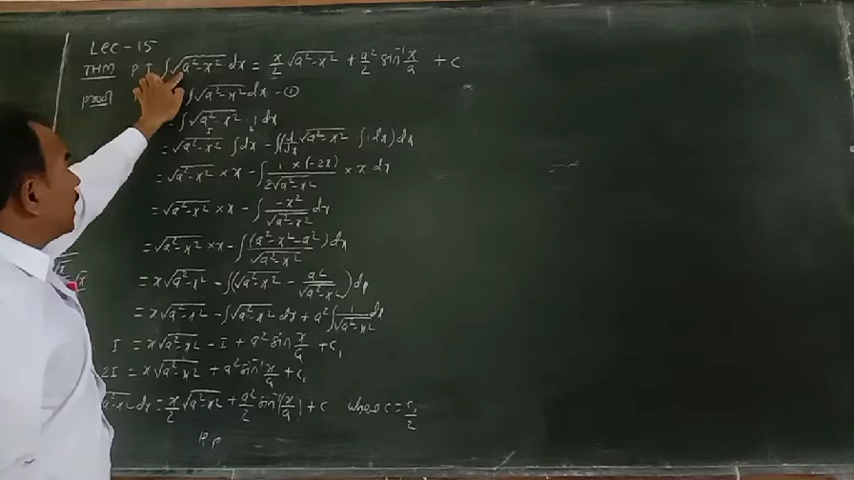 Lec-15
THM P.T ∫√a²-x² dx = x/2 √a²-x² + a²/2 sin⁻¹ x/a + c
proof ∫√a²-x² dx -①
= ∫√a²-x² · 1 dx
= √a²-x² · ∫dx - ∫(d/dx √a²-x² ∫1dx)dx
= √a²-x² × x - ∫ 1×(-2x)/2√a²-x² × x dx
= √a²-x² × x - ∫ -x²/√a²-x² dx
= √a²-x² × x - ∫ (a²-x²-a²)/√a²-x² dx
= x√a²-x² - ∫(√a²-x² - a²/√a²-x²)dx
= x√a²-x² - ∫√a²-x² dx + a²∫ 1/√a²-x² dx
I = x√a²-x² - I + a² sin⁻¹ x/a + c₁
2I = x√a²-x² + a² sin⁻¹ x/a + c₁
√a²-x² dx = x/2 √a²-x² + a²/2 sin⁻¹(x/a) + c where c = c₁/2
H.p